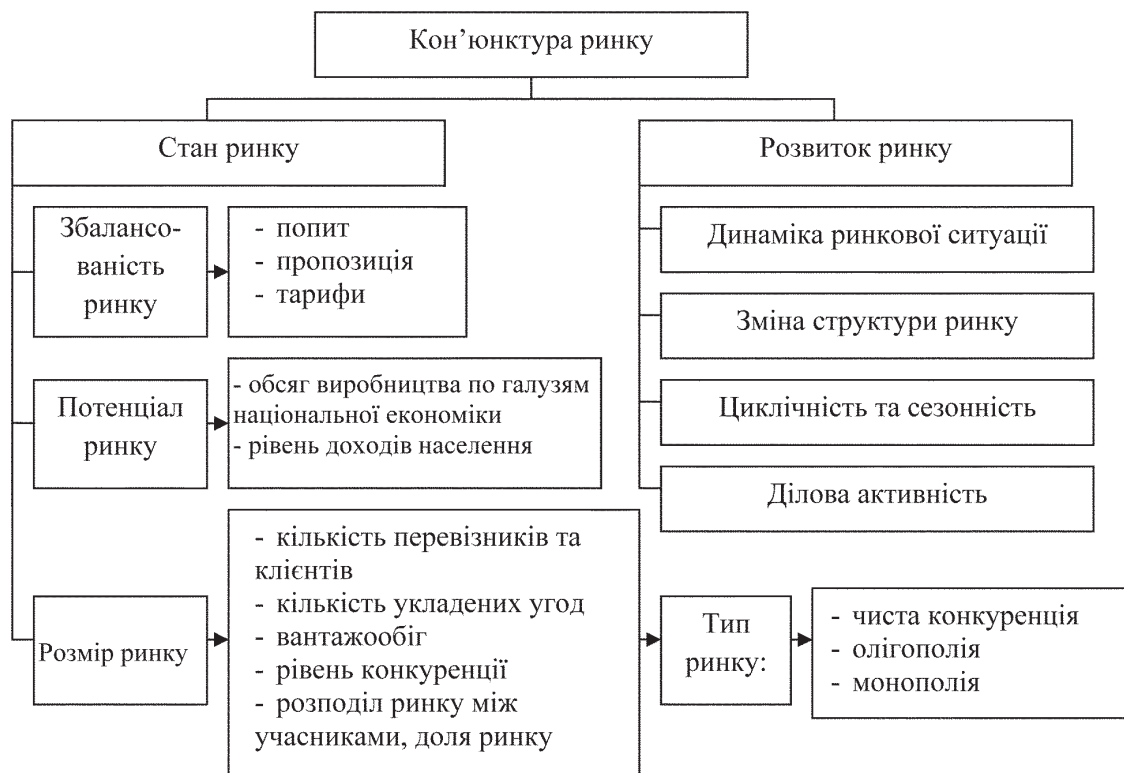 Кон’юнктура ринку
Стан ринку
Розвиток ринку
Збалансо-
ваність
ринку
- попит
- пропозиція
- тарифи
Динаміка ринкової ситуації
Зміна структури ринку
Потенціал
ринку
- обсяг виробництва по галузям
національної економіки
- рівень доходів населення
Циклічність та сезонність
Ділова активність
Розмір ринку
- кількість перевізників та
клієнтів
- кількість укладених угод
- вантажообіг
- рівень конкуренції
- розподіл ринку між
учасниками, доля ринку
Тип
ринку:
- чиста конкуренція
- олігополія
- монополія